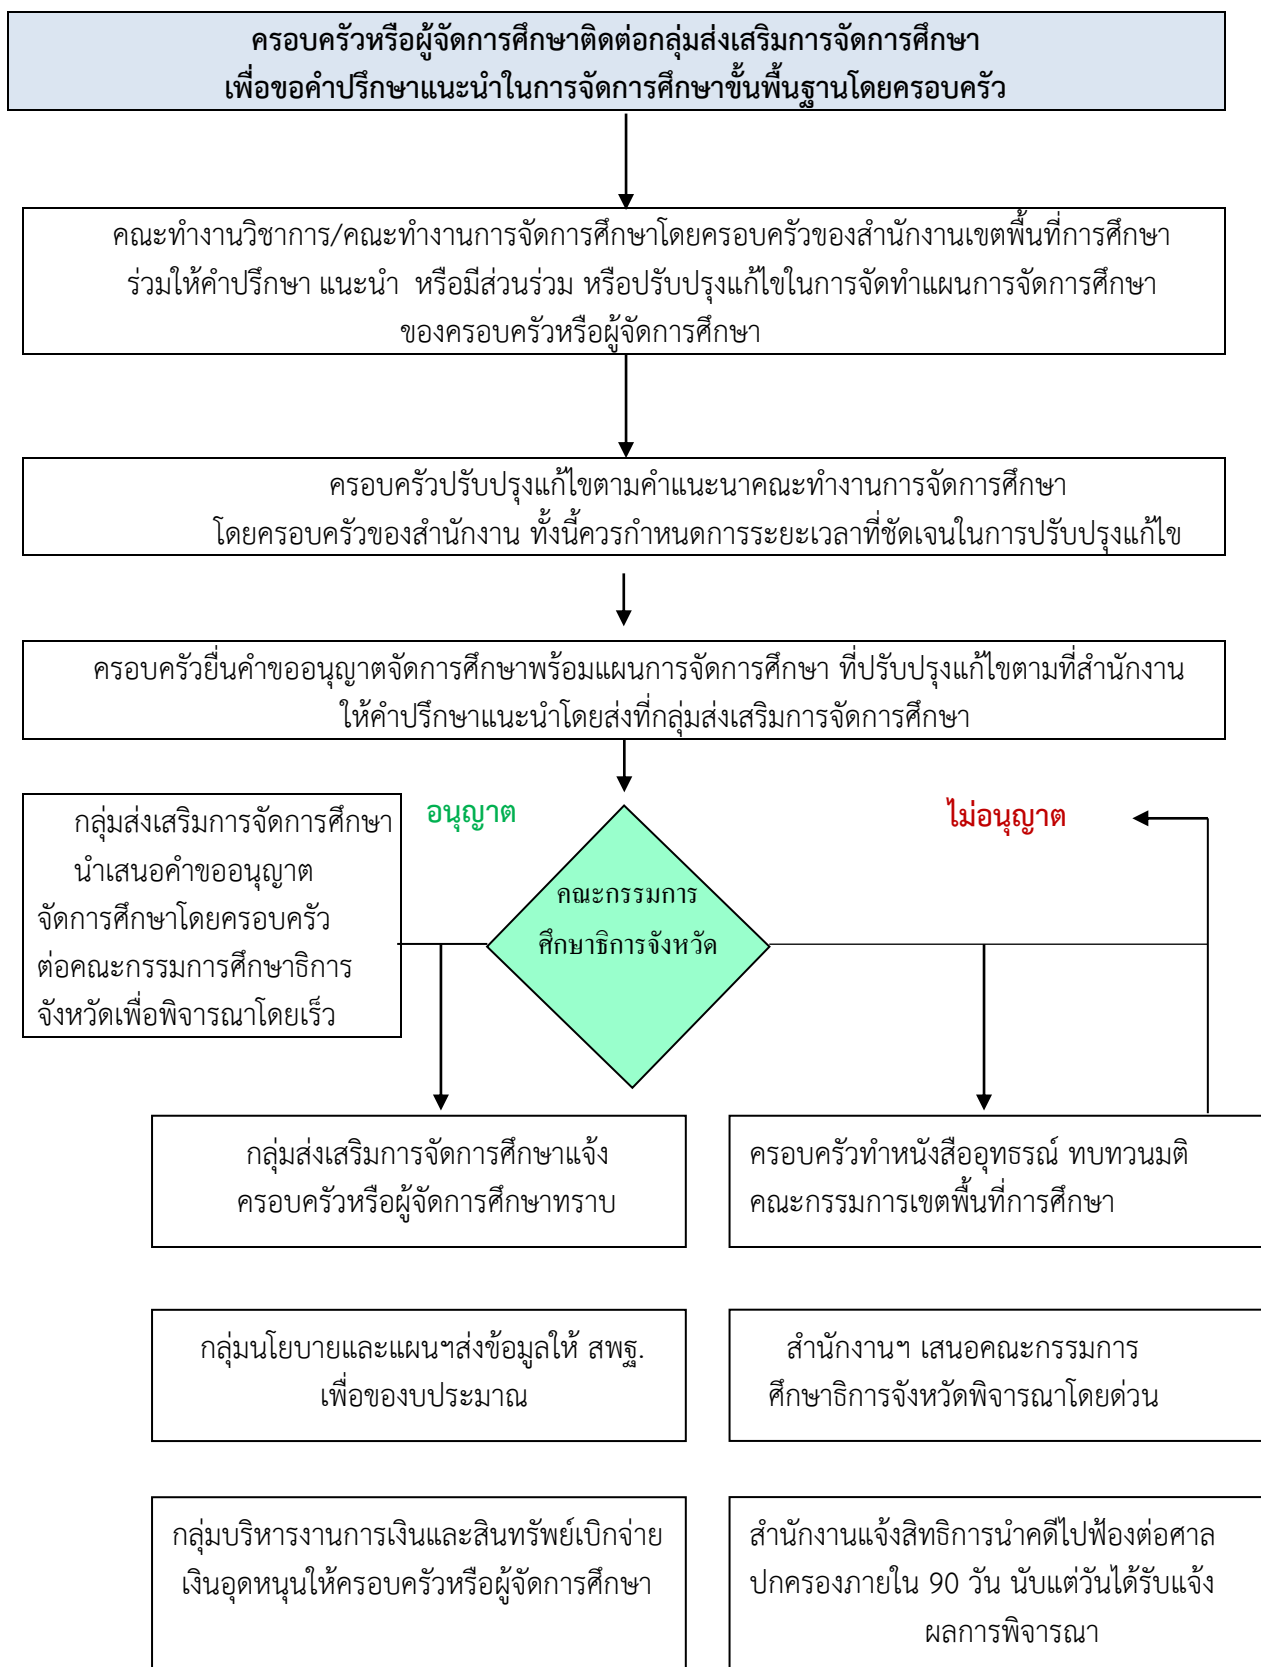 ครอบครัวหรือผู้จัดการศึกษาติดต่อกลุ่มส่งเสริมการจัดการศึกษา
เพื่อขอคำปรึกษาแนะนำในการจัดการศึกษาขั้นพื้นฐานโดยครอบครัว
คณะทำงานวิชาการ/คณะทำงานการจัดการศึกษาโดยครอบครัวของสำนักงานเขตพื้นที่การศึกษา
ร่วมให้คำปรึกษา แนะนำ หรือมีส่วนร่วม หรือปรับปรุงแก้ไขในการจัดทำแผนการจัดการศึกษา
ของครอบครัวหรือผู้จัดการศึกษา
ครอบครัวปรับปรุงแก้ไขตามคำแนะนาคณะทำงานการจัดการศึกษา
โดยครอบครัวของสำนักงาน ทั้งนี้ควรกำหนดการระยะเวลาที่ชัดเจนในการปรับปรุงแก้ไข
ครอบครัวยื่นคำขออนุญาตจัดการศึกษาพร้อมแผนการจัดการศึกษา ที่ปรับปรุงแก้ไขตามที่สำนักงาน
ให้คำปรึกษาแนะนำโดยส่งที่กลุ่มส่งเสริมการจัดการศึกษา
กลุ่มส่งเสริมการจัดการศึกษา
นำเสนอคำขออนุญาต
จัดการศึกษาโดยครอบครัว
ต่อคณะกรรมการศึกษาธิการ
จังหวัดเพื่อพิจารณาโดยเร็ว
อนุญาต
คณะกรรมการ
ศึกษาธิการจังหวัด
ไม่อนุญาต
กลุ่มส่งเสริมการจัดการศึกษาแจ้ง
ครอบครัวหรือผู้จัดการศึกษาทราบ
ครอบครัวทำหนังสืออุทธรณ์ ทบทวนมติ
คณะกรรมการเขตพื้นที่การศึกษา
กลุ่มนโยบายและแผนฯส่งข้อมูลให้ สพฐ.
เพื่อของบประมาณ
สำนักงานฯ เสนอคณะกรรมการ
ศึกษาธิการจังหวัดพิจารณาโดยด่วน
กลุ่มบริหารงานการเงินและสินทรัพย์เบิกจ่าย
เงินอุดหนุนให้ครอบครัวหรือผู้จัดการศึกษา
สำนักงานแจ้งสิทธิการนำคดีไปฟ้องต่อศาล
ปกครองภายใน 90 วัน นับแต่วันได้รับแจ้ง
ผลการพิจารณา